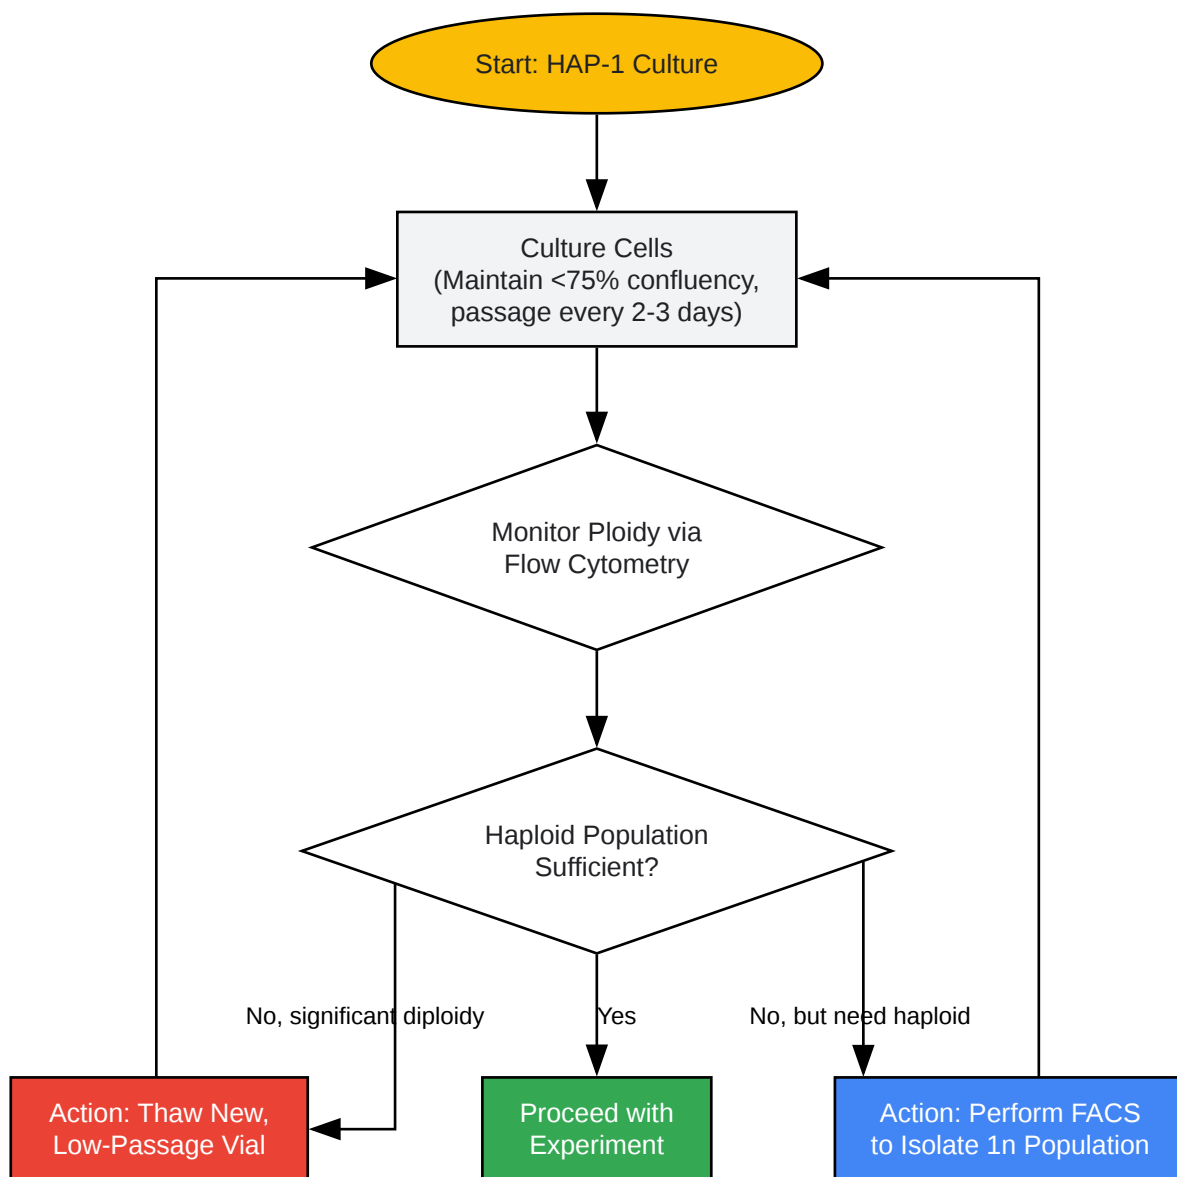 Start: HAP-1 Culture
Culture Cells
(Maintain <75% confluency,
passage every 2-3 days)
Monitor Ploidy via
Flow Cytometry
Haploid Population
Sufficient?
No, significant diploidy
Yes
No, but need haploid
Action: Thaw New,
Low-Passage Vial
Proceed with
Experiment
Action: Perform FACS
to Isolate 1n Population